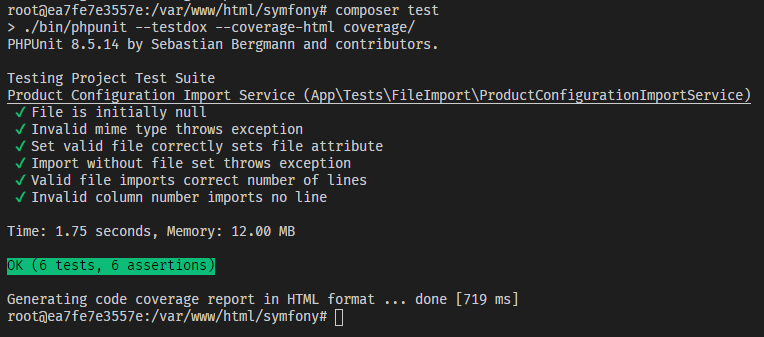 root@ea7fe7e3557e:/var/www/html/symfony# composer test
> ./bin/phpunit --testdox --coverage-html coverage/
PHPUnit 8.5.14 by Sebastian Bergmann and contributors.
Testing Project Test Suite
Product Configuration Import Service (App\Tests\FileImport\ProductConfigurationImportService)
✓ File is initially null
✓ Invalid mime type throws exception
✓ Set valid file correctly sets file attribute
✓ Import without file set throws exception
✓ Valid file imports correct number of lines
✓ Invalid column number imports no line
Time: 1.75 seconds, Memory: 12.00 MB
OK (6 tests, 6 assertions)
Generating code coverage report in HTML format ... done [719 ms]
root@ea7fe7e3557e:/var/www/html/symfony#